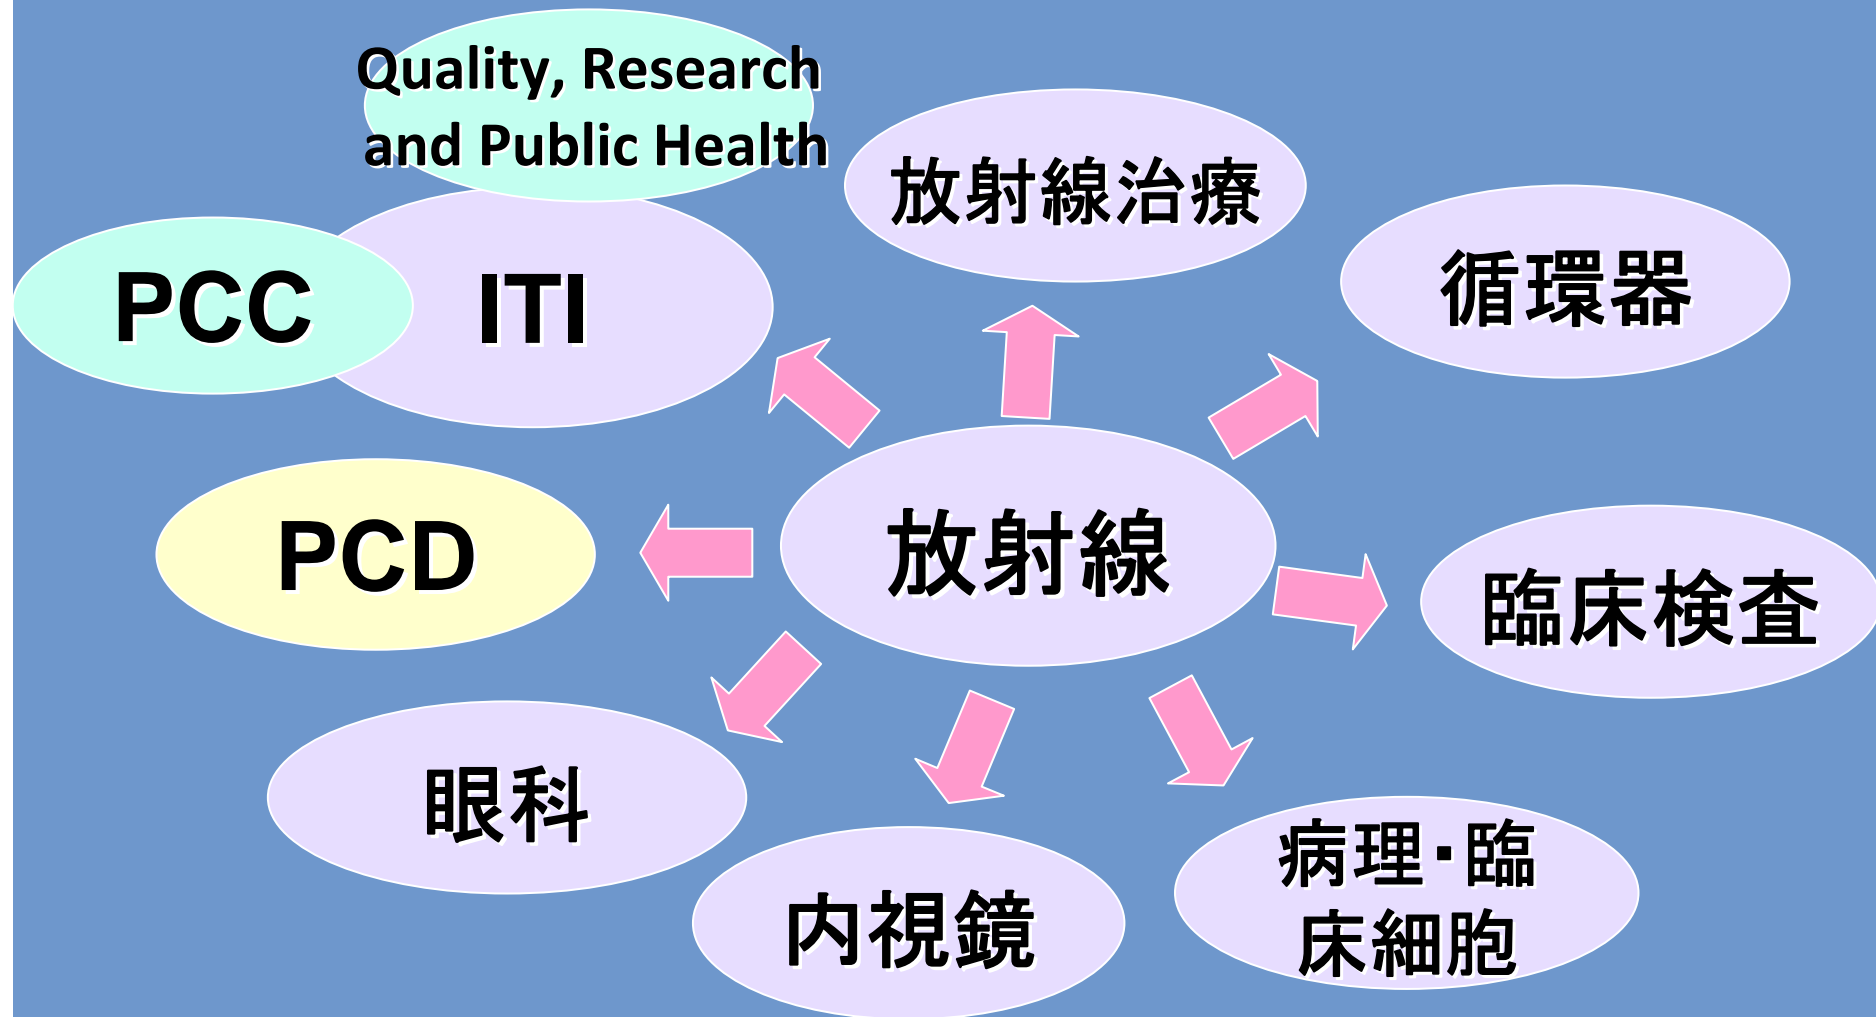 Quality, Research
and Public Health
放射線治療
循環器
PCC
ITI
PCD
放射線
臨床検査
眼科
内視鏡
病理・臨
床細胞